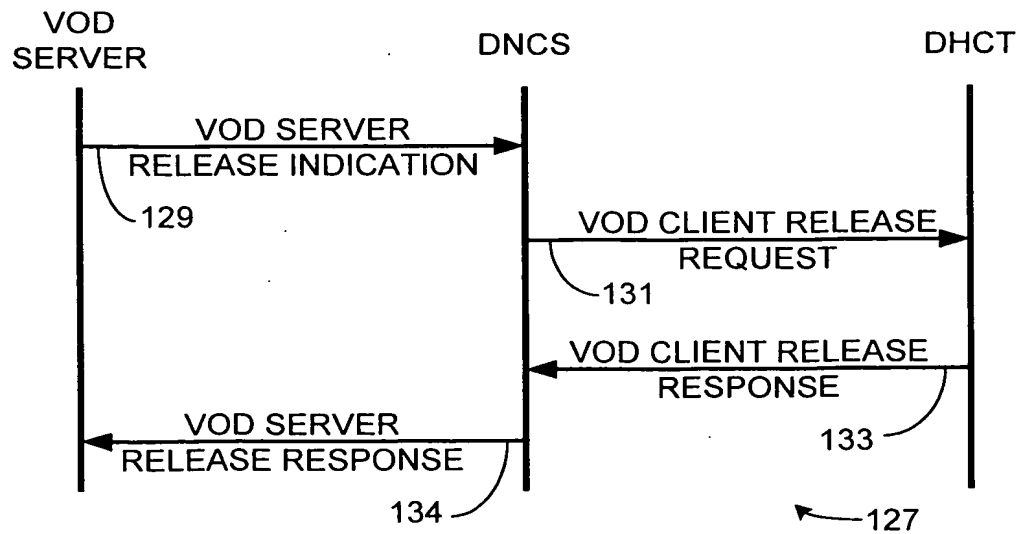 VOD
SERVER
DNCS
DHCT
VOD SERVER
RELEASE INDICATION
129
VOD CLIENT RELEASE
REQUEST
131
VOD CLIENT RELEASE
RESPONSE
133
VOD SERVER
RELEASE RESPONSE
134
127